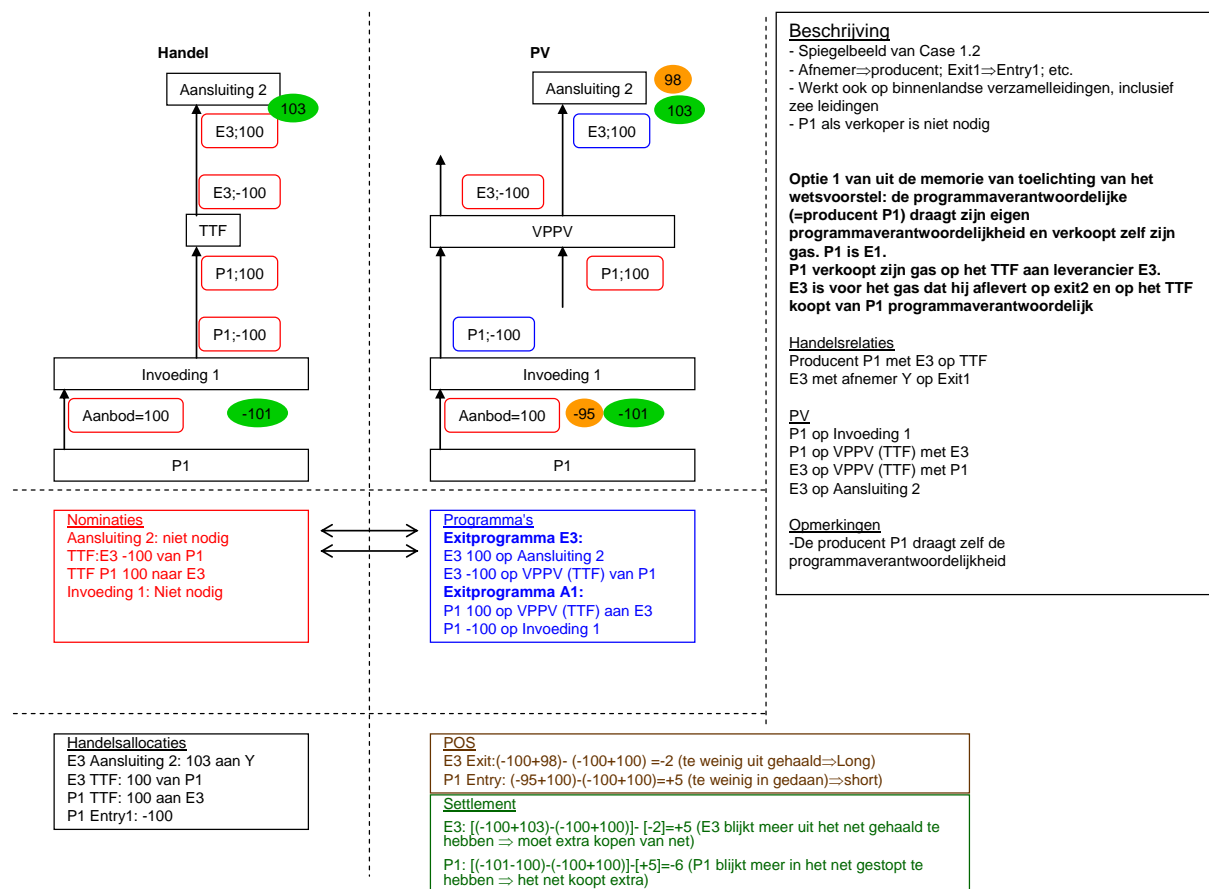 Handel
Aansluiting 2
103
E3;100
E3;-100
TTF
P1;100
P1;-100
Invoeding 1
Aanbod=100
-101
P1
PV
Aansluiting 2
98
103
E3;100
E3;-100
VPPV
P1;100
P1;-100
Invoeding 1
Aanbod=100
-95
-101
P1
Beschrijving
- Spiegelbeeld van Case 1.2
- Afnemer⇒producent; Exit1⇒Entry1; etc.
- Werkt ook op binnenlandse verzamelleidingen, inclusief
zee leidingen
- P1 als verkoper is niet nodig
Optie 1 van uit de memorie van toelichting van het
wetsvoorstel: de programmaverantwoordelijke
(=producent P1) draagt zijn eigen
programmaverantwoordelijkheid en verkoopt zelf zijn
gas. P1 is E1.
P1 verkoopt zijn gas op het TTF aan leverancier E3.
E3 is voor het gas dat hij aflevert op exit2 en op het TTF
koopt van P1 programmaverantwoordelijk
Handelsrelaties
Producent P1 met E3 op TTF
E3 met afnemer Y op Exit1
PV
P1 op Invoeding 1
P1 op VPPV (TTF) met E3
E3 op VPPV (TTF) met P1
E3 op Aansluiting 2
Opmerkingen
-De producent P1 draagt zelf de
programmaverantwoordelijkheid
Nominaties
Aansluiting 2: niet nodig
TTF:E3 -100 van P1
TTF P1 100 naar E3
Invoeding 1: Niet nodig
Programma's
Exitprogramma E3:
E3 100 op Aansluiting 2
E3 -100 op VPPV (TTF) van P1
Exitprogramma A1:
P1 100 op VPPV (TTF) aan E3
P1 -100 op Invoeding 1
Handelsallocaties
E3 Aansluiting 2: 103 aan Y
E3 TTF: 100 van P1
P1 TTF: 100 aan E3
P1 Entry1: -100
POS
E3 Exit:(-100+98)- (-100+100) =-2 (te weinig uit gehaald⇒Long)
P1 Entry: (-95+100)-(-100+100)=+5 (te weinig in gedaan)⇒short)
Settlement
E3: [(-100+103)-(-100+100)]- [-2]=+5 (E3 blijkt meer uit het net gehaald te
hebben ⇒ moet extra kopen van net)
P1: [(-101-100)-(-100+100)]-[+5]=-6 (P1 blijkt meer in het net gestopt te
hebben ⇒ het net koopt extra)